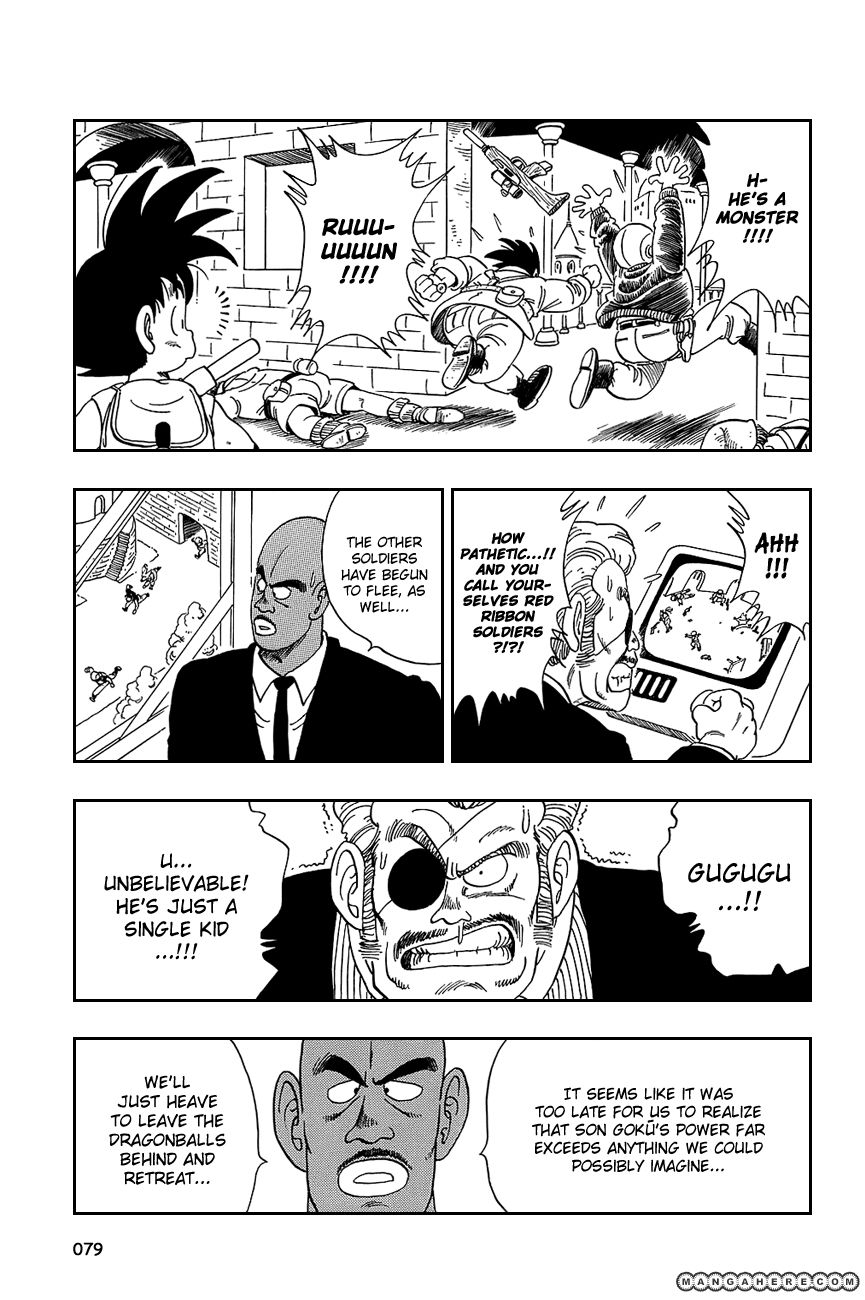 H-
HE'S A
MONSTER
!!!!
RUUU-
UUUUN
!!!!
AHH
!!!
HOW
PATHETIC...!!
AND YOU
CALL YOUR-
SELVES RED
RIBBON
SOLDIERS
?!?!
THE OTHER
SOLDIERS
HAVE BEGUN
TO FLEE, AS
WELL...
GUGUGU
...!!
U...
UNBELIEVABLE!
HE'S JUST A
SINGLE KID
...!!!
IT SEEMS LIKE IT WAS
TOO LATE FOR US TO REALIZE
THAT SON GOKŪ'S POWER FAR
EXCEEDS ANYTHING WE COULD
POSSIBLY IMAGINE...
WE'LL
JUST HEAVE
TO LEAVE THE
DRAGONBALLS
BEHIND AND
RETREAT...
079
MANGAHERE.COM